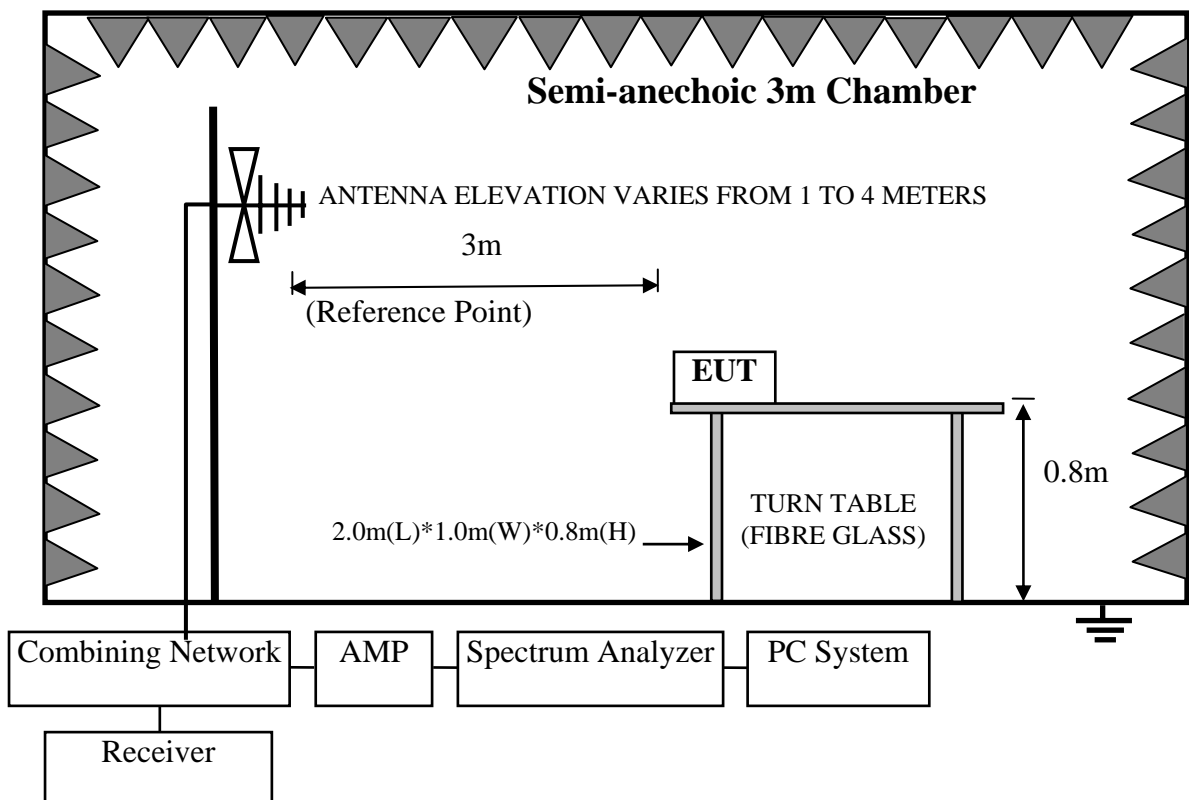 Semi-anechoic 3m Chamber
ANTENNA ELEVATION VARIES FROM 1 TO 4 METERS
3m
(Reference Point)
EUT
0.8m
TURN TABLE
(FIBRE GLASS)
2.0m(L)*1.0m(W)*0.8m(H)
Combining Network
AMP
Spectrum Analyzer
PC System
Receiver